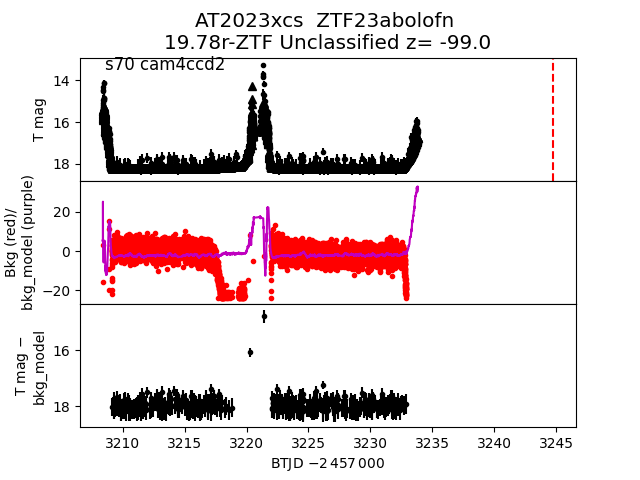 AT2023xcs  ZTF23abolofn
19.78r-ZTF Unclassified z= -99.0
s70 cam4ccd2
T mag
14
16
18
Bkg (red)/
bkg_model (purple)
20
0
−20
T mag −
bkg_model
16
18
3210 3215 3220 3225 3230 3235 3240 3245
BTJD −2 457 000